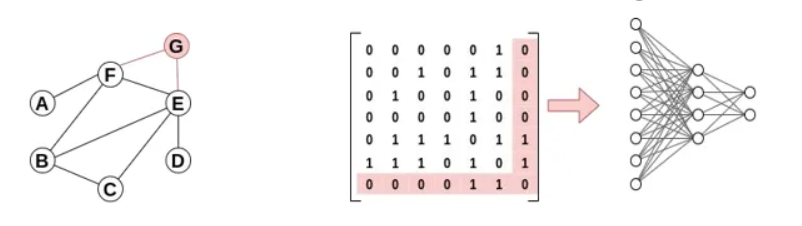 G
F
A
E
B
D
C
0 0 0 0 0 1 0
0 0 1 0 1 1 0
0 1 0 0 1 0 0
0 0 0 0 1 0 0
0 1 1 1 0 1 1
1 1 1 0 1 0 1
0 0 0 0 1 1 0